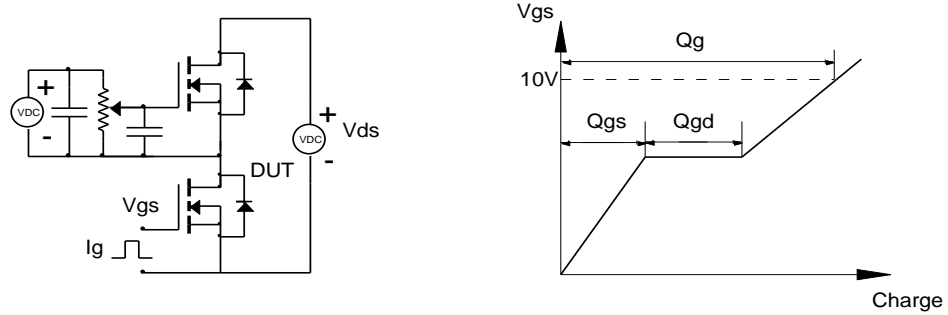 +
VDC
-
+
VDC
Vds
-
DUT
Vgs
Ig
Vgs
Qg
10V
Qgs
Qgd
Charge